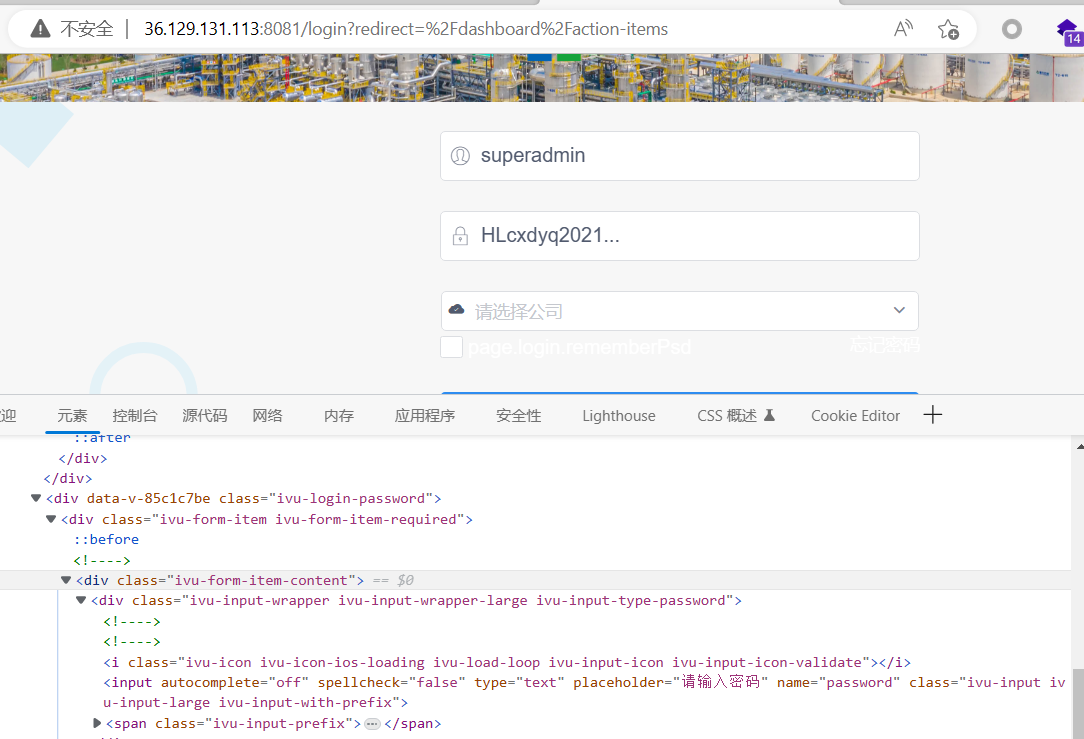 不安全 36.129.131.113:8081/login?redirect=%2Fdashboard%2Faction-items
14
superadmin
HLcxdyq2021...
请选择公司
page.login.rememberPsd 忘记密码
迎 元素 控制台 源代码 网络 内存 应用程序 安全性 Lighthouse CSS 概述 Cookie Editor
::after
</div>
</div>
<div data-v-85c1c7be class="ivu-login-password">
<div class="ivu-form-item ivu-form-item-required">
::before
<!---->
<div class="ivu-form-item-content"> == $0
<div class="ivu-input-wrapper ivu-input-wrapper-large ivu-input-type-password">
<!---->
<!---->
<i class="ivu-icon ivu-icon-ios-loading ivu-load-loop ivu-input-icon ivu-input-icon-validate"></i>
<input autocomplete="off" spellcheck="false" type="text" placeholder="请输入密码" name="password" class="ivu-input iv
u-input-large ivu-input-with-prefix">
<span class="ivu-input-prefix">…</span>